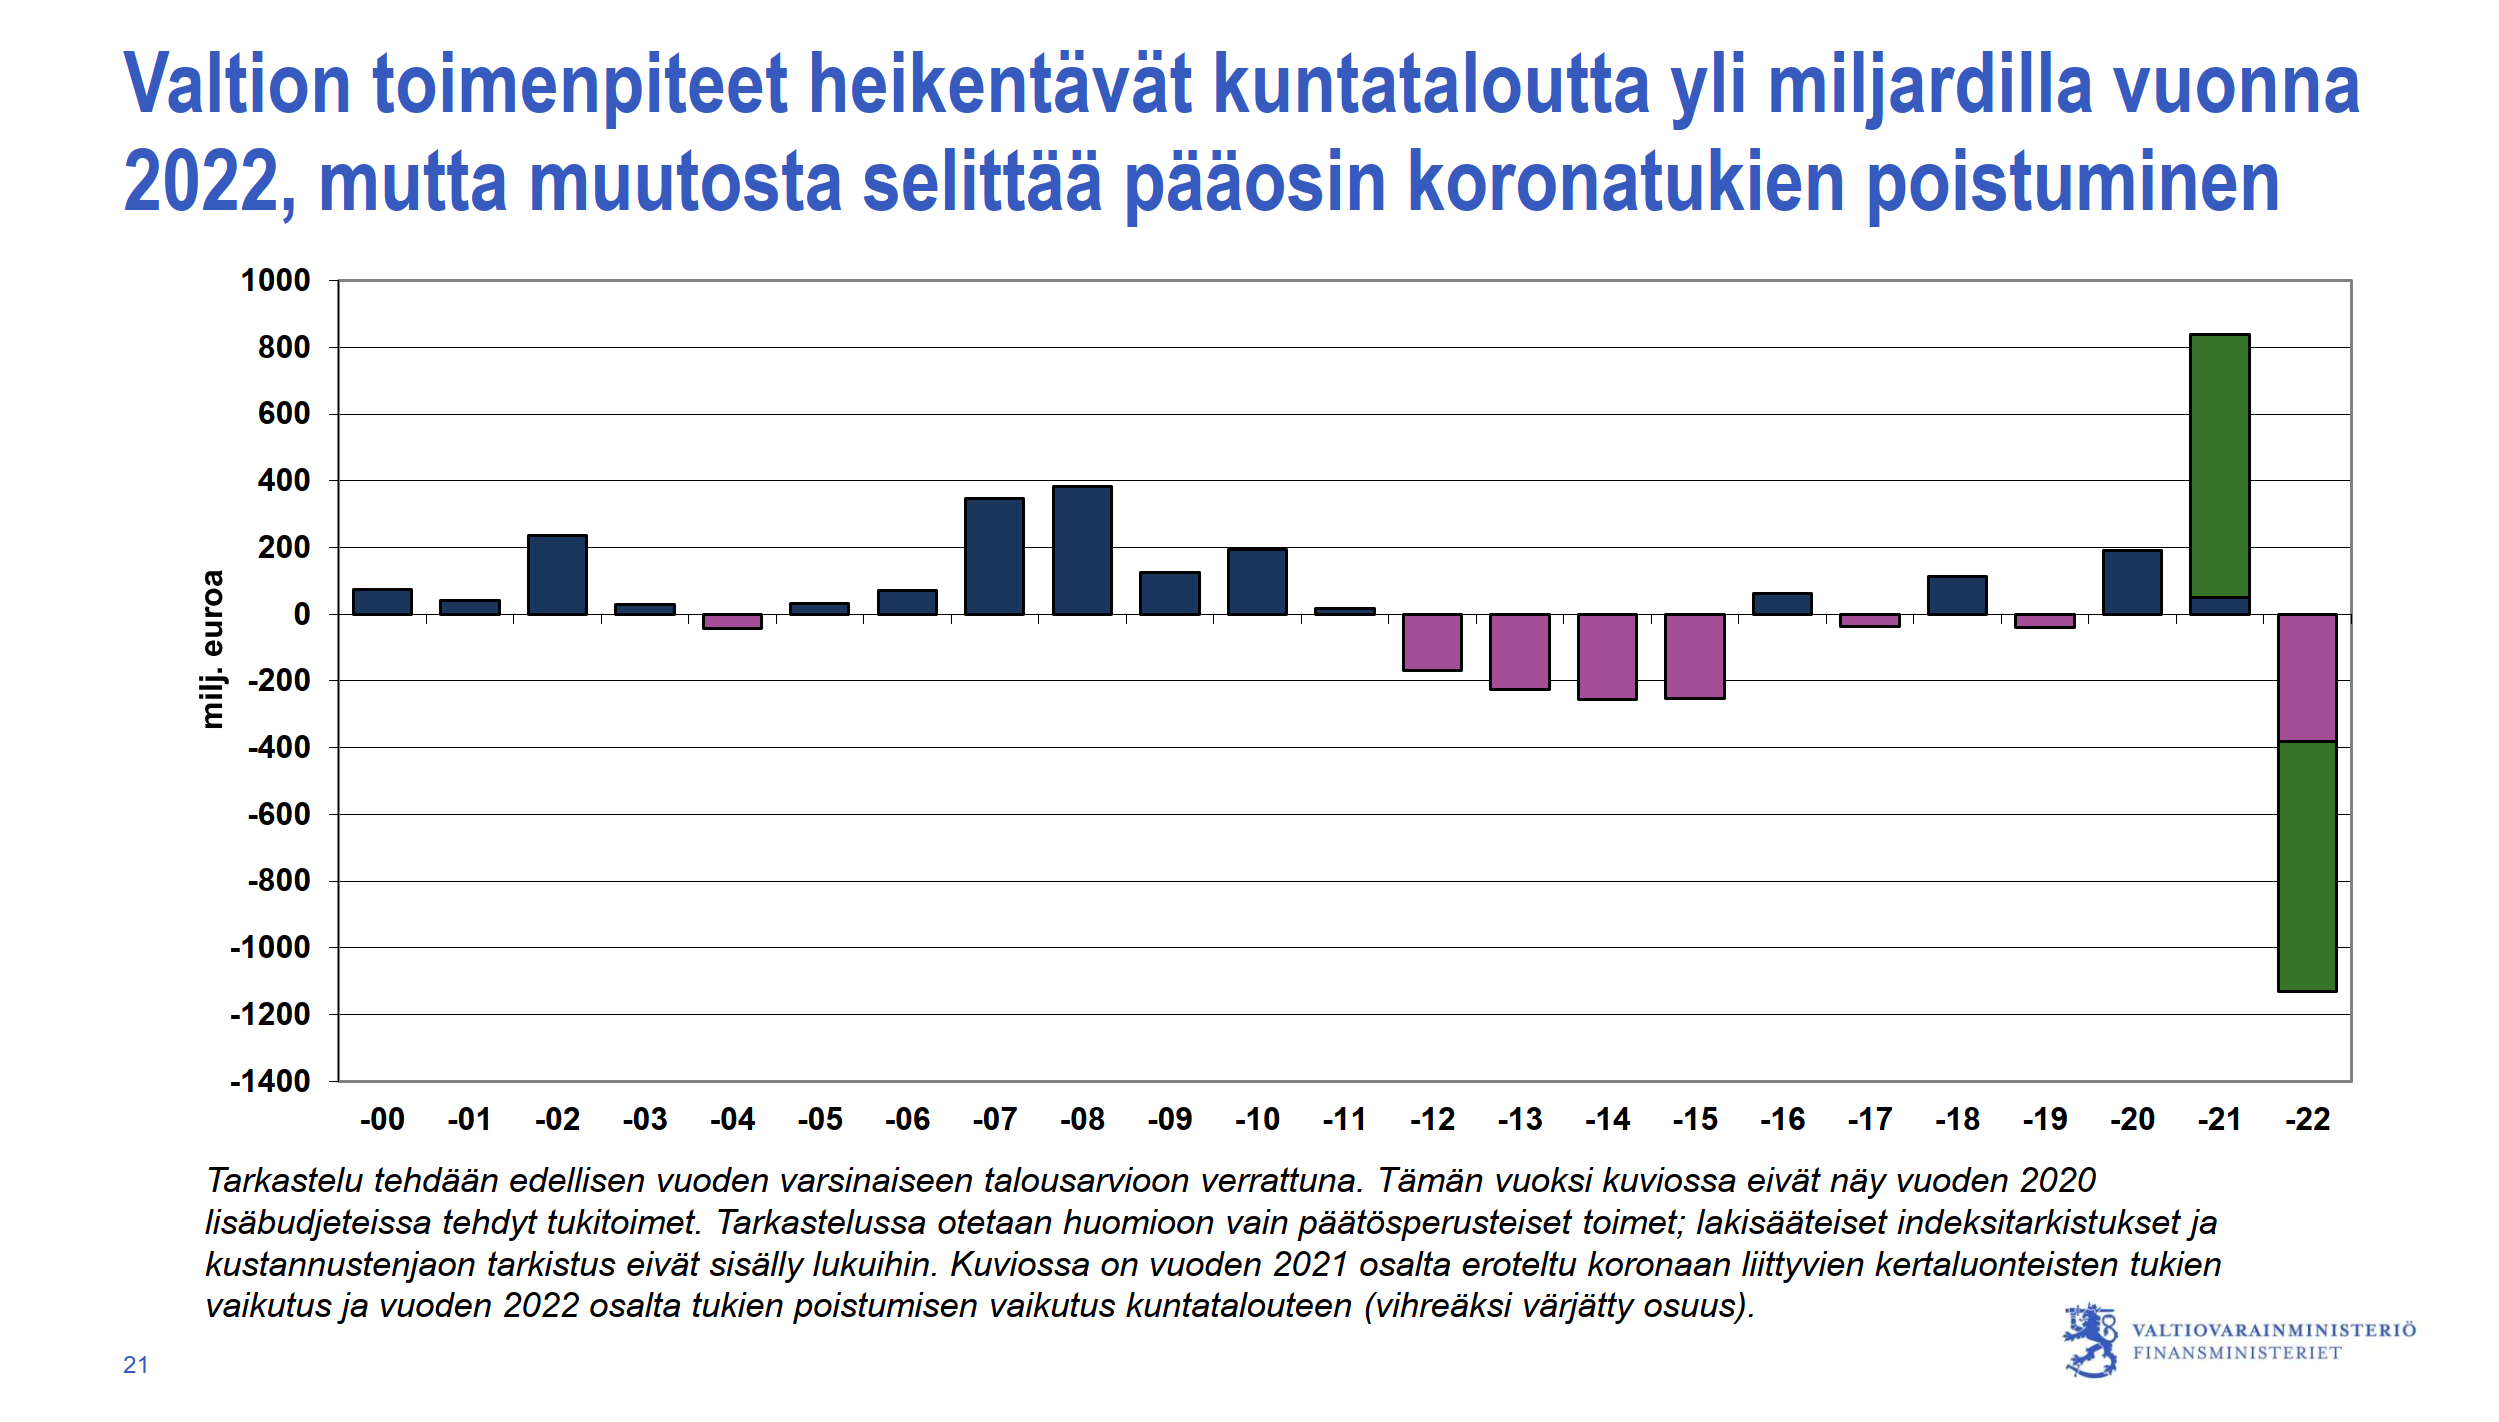 Valtion toimenpiteet heikentävät kuntataloutta yli miljardilla vuonna
2022, mutta muutosta selittää pääosin koronatukien poistuminen
milj. euroa
1000
800
600
400
200
0
-200
-400
-600
-800
-1000
-1200
-1400
-00 -01 -02 -03 -04 -05 -06 -07 -08 -09 -10 -11 -12 -13 -14 -15 -16 -17 -18 -19 -20 -21 -22
Tarkastelu tehdään edellisen vuoden varsinaiseen talousarvioon verrattuna. Tämän vuoksi kuviossa eivät näy vuoden 2020
lisäbudjeteissa tehdyt tukitoimet. Tarkastelussa otetaan huomioon vain päätösperusteiset toimet; lakisääteiset indeksitarkistukset ja
kustannustenjaon tarkistus eivät sisälly lukuihin. Kuviossa on vuoden 2021 osalta eroteltu koronaan liittyvien kertaluonteisten tukien
vaikutus ja vuoden 2022 osalta tukien poistumisen vaikutus kuntatalouteen (vihreäksi värjätty osuus).
21
VALTIOVARAINMINISTERIÖ
FINANSMINISTERIET